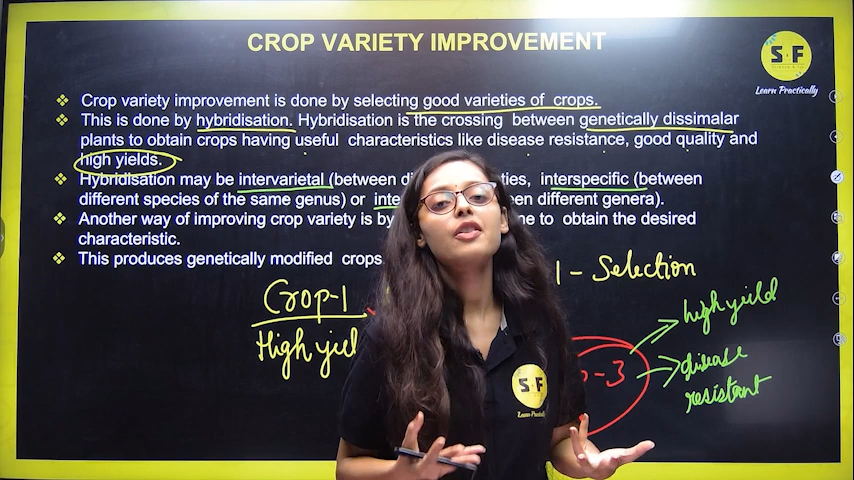 CROP VARIETY IMPROVEMENT
S F
Learn Practically
❖ Crop variety improvement is done by selecting good varieties of crops.
❖ This is done by hybridisation. Hybridisation is the crossing between genetically dissimalar
plants to obtain crops having useful characteristics like disease resistance, good quality and
high yields.
❖ Hybridisation may be intervarietal (between ties, interspecific (between
different species of the same genus) or different genera).
❖ Another way of improving crop variety is by to obtain the desired
characteristic.
❖ This produces genetically modified crops
1 - Selection
Crop-1
High yiel
-3
high yield
disease
resistant
S F
Learn Practically